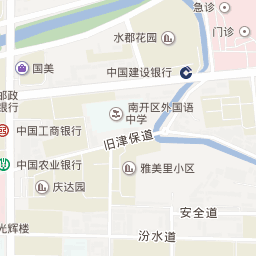 急诊
水郡花园
门诊
国美
中国建设银行
邮政
银行
南开区外国语
中学
中国工商银行
旧津保道
中国农业银行
雅美里小区
庆达园
安全道
光辉楼
汾水道